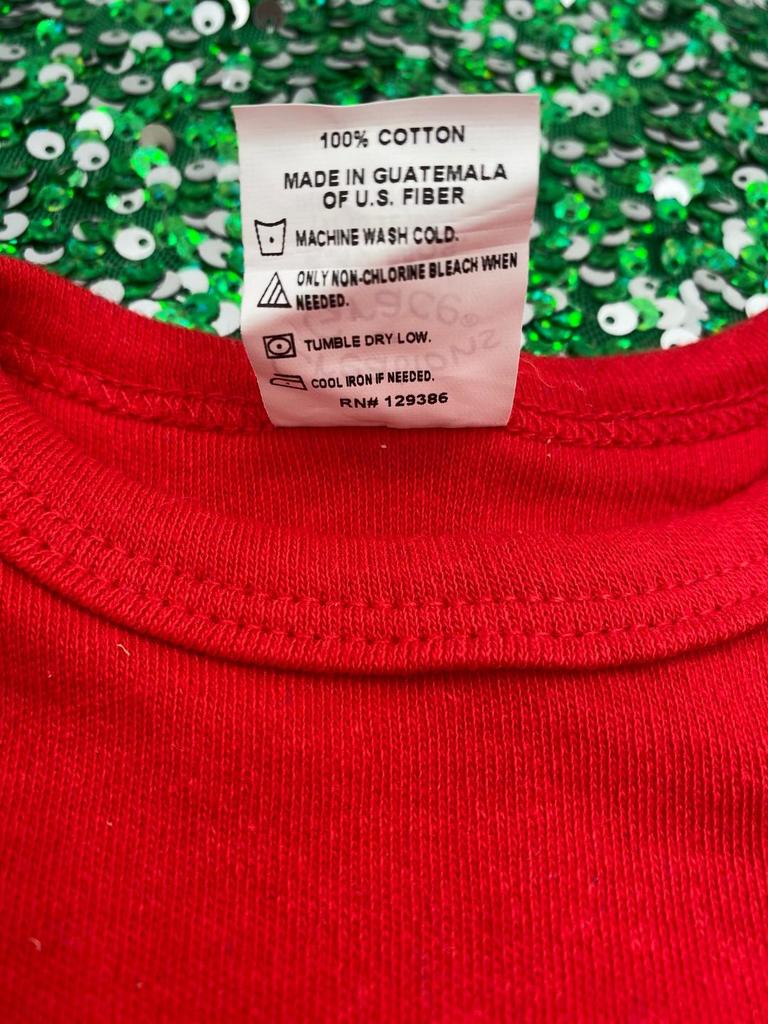 100% COTTON
MADE IN GUATEMALA
OF U.S. FIBER
MACHINE WASH COLD.
ONLY NON-CHLORINE BLEACH WHEN
NEEDED.
TUMBLE DRY LOW.
COOL IRON IF NEEDED.
RN# 129386